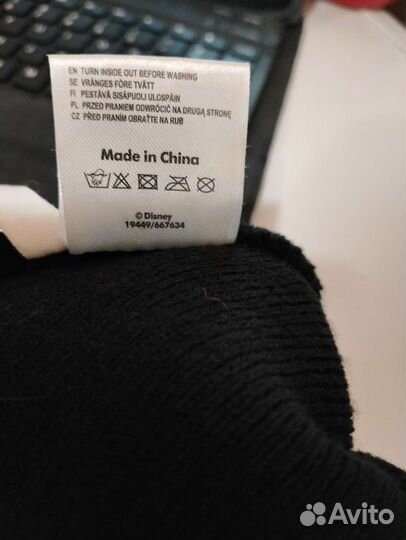 EN TURN INSIDE OUT BEFORE WASHING
SE VRÄNGES FÖRE TVÄTT
FI PESTÄVÄ SISÄPUOLI ULOSPÄIN
PL PRZED PRANIEM ODWRÓCIĆ NA DRUGĄ STRONĘ
CZ PŘED PRANÍM OBRAŤTE NA RUB
Made in China
© Disney
19449/667634
Avito